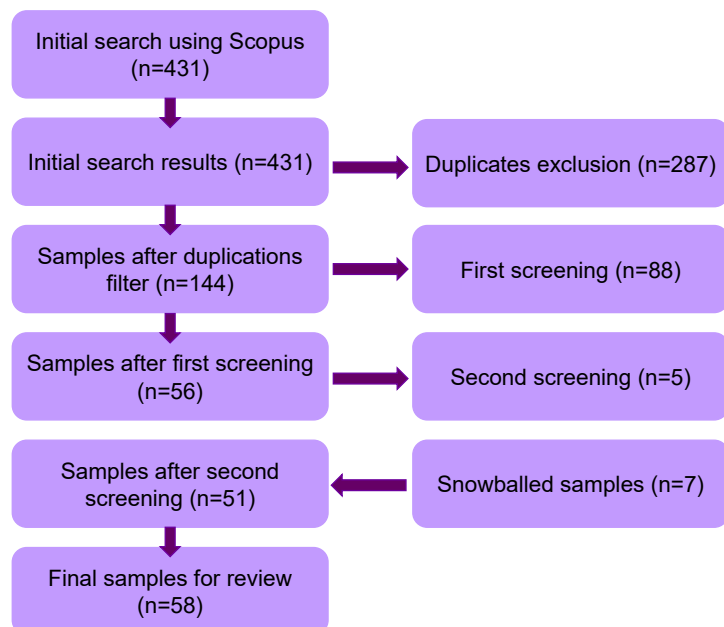 Initial search using Scopus
(n=431)
Initial search results (n=431)
Duplicates exclusion (n=287)
Samples after duplications
filter (n=144)
First screening (n=88)
Samples after first screening
(n=56)
Second screening (n=5)
Samples after second
screening (n=51)
Snowballed samples (n=7)
Final samples for review
(n=58)